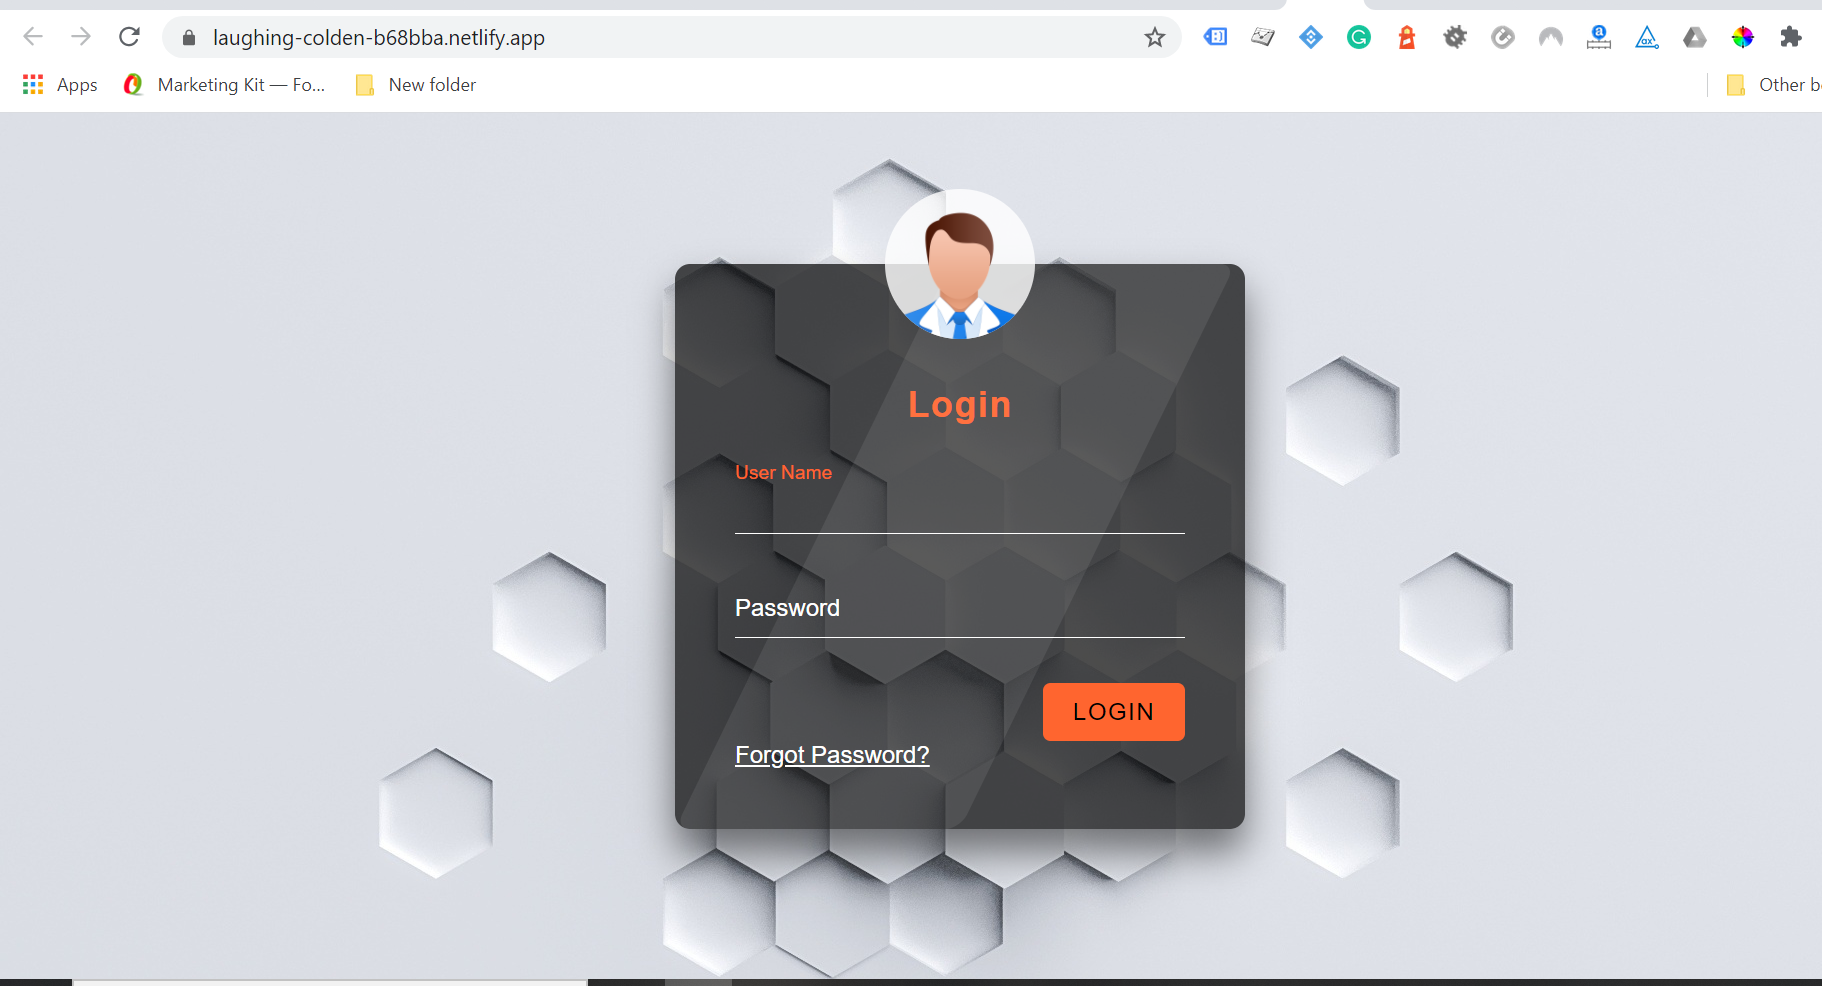 laughing-colden-b68bba.netlify.app
Apps
Marketing Kit — Fo...
New folder
Other b
Login
User Name
Password
LOGIN
Forgot Password?